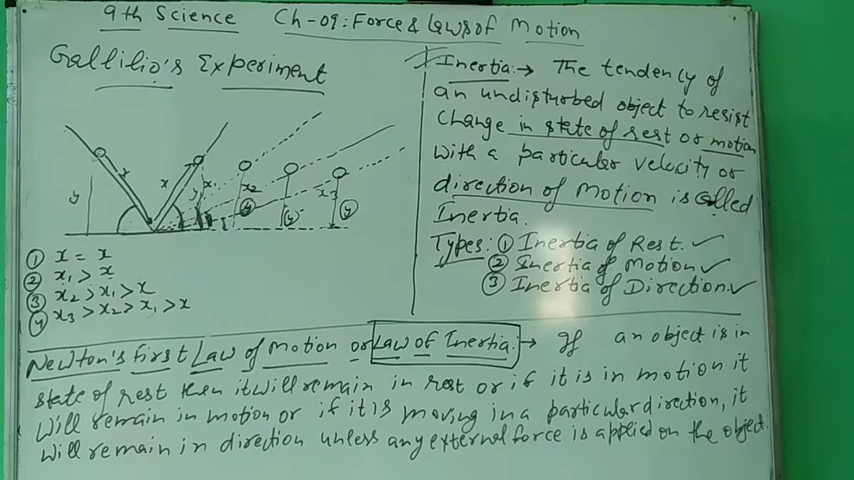 9th Science Ch-09: Force & Laws of Motion
Gallilio's Experiment
x x x x2 x3
y y y y y
① x = x
② x₁ > x
③ x₂ > x₁ > x
④ x₃ > x₂ > x₁ > x
Inertia:→ The tendency of
an undisturbed object to resist
change in state of rest or motion
with a particular velocity or
direction of motion is called
Inertia.
Types: ① Inertia of Rest. ✓
② Inertia of Motion ✓
③ Inertia of Direction ✓
Newton's First Law of Motion or Law of Inertia. → If an object is in
state of rest then it will remain in rest or if it is in motion it
will remain in motion or if it is moving in a particular direction, it
will remain in direction unless any external force is applied on the object.